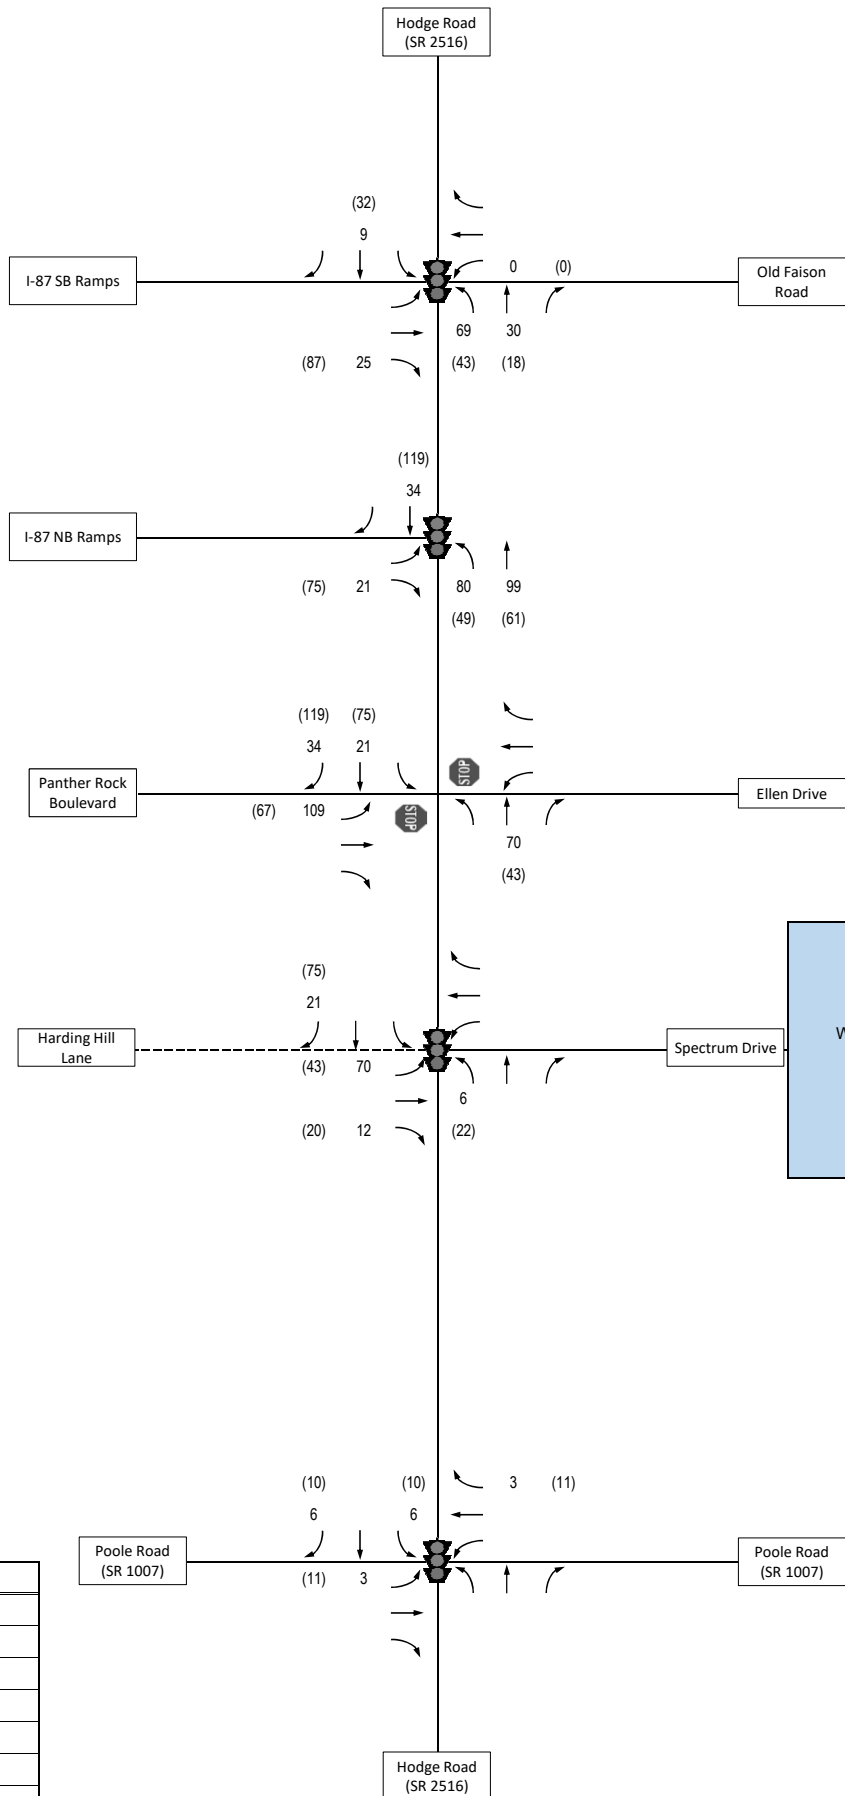 Hodge Road
(SR 2516)
(32)
9
I-87 SB Ramps
0 (0)
Old Faison
Road
69 30
(87) 25 (43) (18)
(119)
34
I-87 NB Ramps
(75) 21 80 99
(49) (61)
(119) (75)
34 21
STOP
Panther Rock
Boulevard
Ellen Drive
(67) 109
STOP
70
(43)
(75)
21
W
Harding Hill
Lane
Spectrum Drive
(43) 70
6
(20) 12 (22)
(10) (10) 3 (11)
6 6
Poole Road
(SR 1007)
Poole Road
(SR 1007)
(11) 3
Hodge Road
(SR 2516)